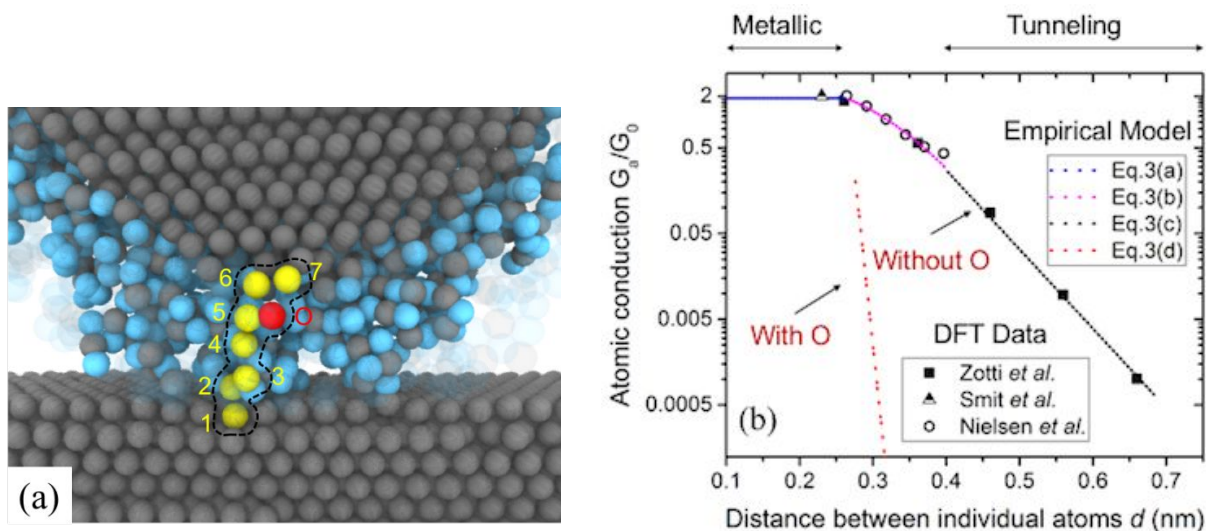 6
7
5
O
4
2
3
1
(a)
Metallic
Tunneling
Atomic conduction Gₐ/G₀
2
0.5
0.05
0.005
0.0005
Empirical Model
Eq.3(a)
Eq.3(b)
Eq.3(c)
Eq.3(d)
Without O
With O
DFT Data
Zotti et al.
Smit et al.
Nielsen et al.
(b)
0.1 0.2 0.3 0.4 0.5 0.6 0.7
Distance between individual atoms d (nm)